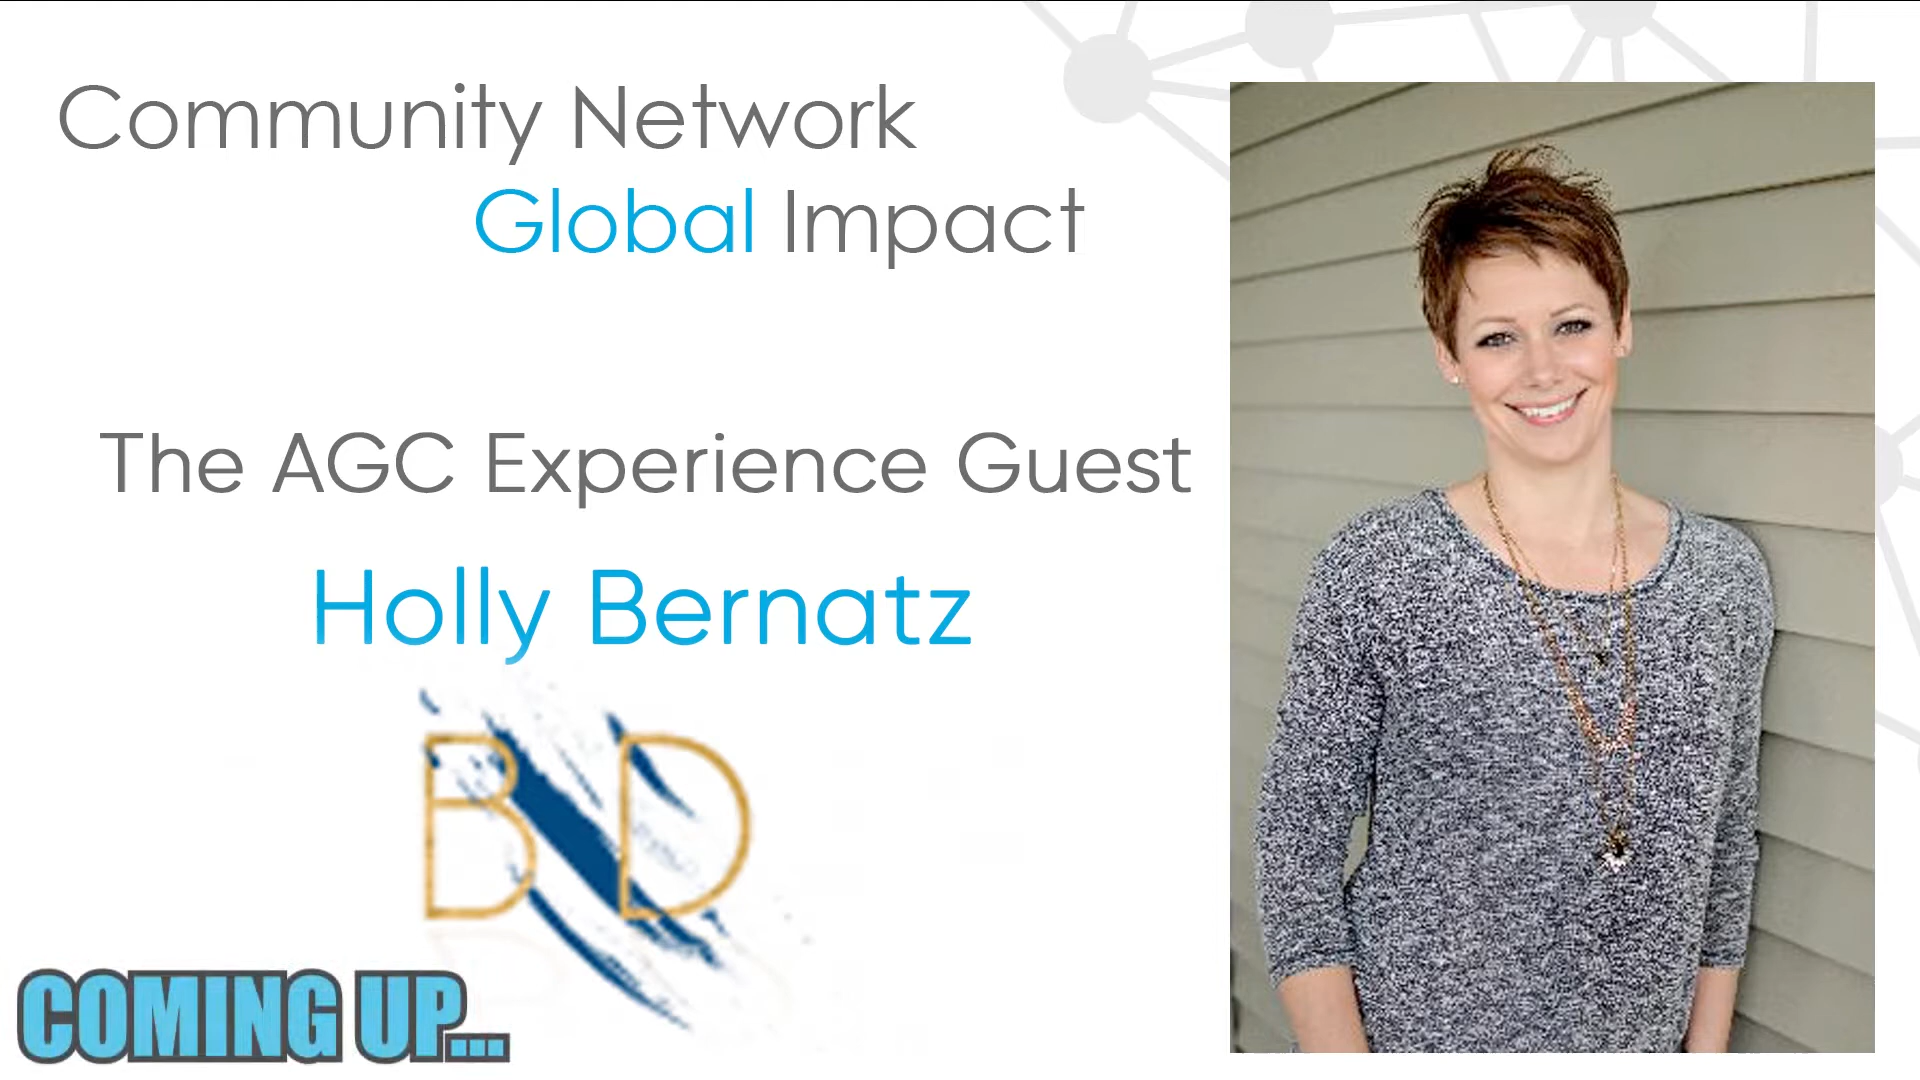 Community Network
Global Impact
The AGC Experience Guest
Holly Bernatz
BD
COMING UP...